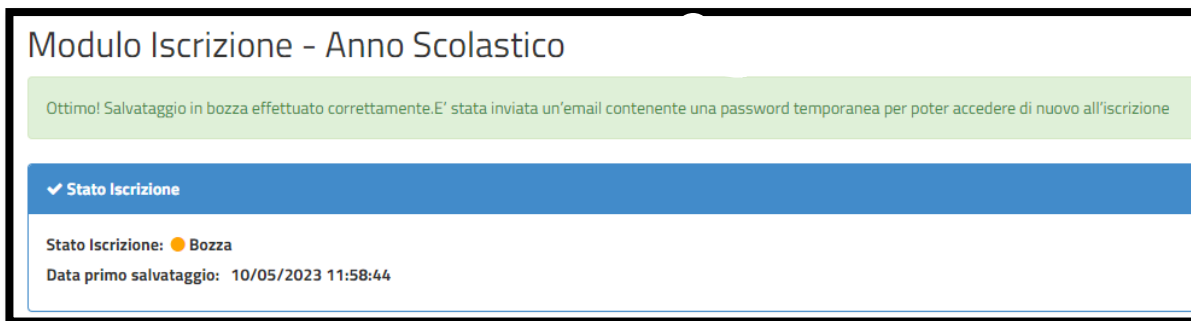 Modulo Iscrizione - Anno Scolastico
Ottimo! Salvataggio in bozza effettuato correttamente.E' stata inviata un'email contenente una password temporanea per poter accedere di nuovo all'iscrizione
Stato Iscrizione
Stato Iscrizione: Bozza
Data primo salvataggio: 10/05/2023 11:58:44